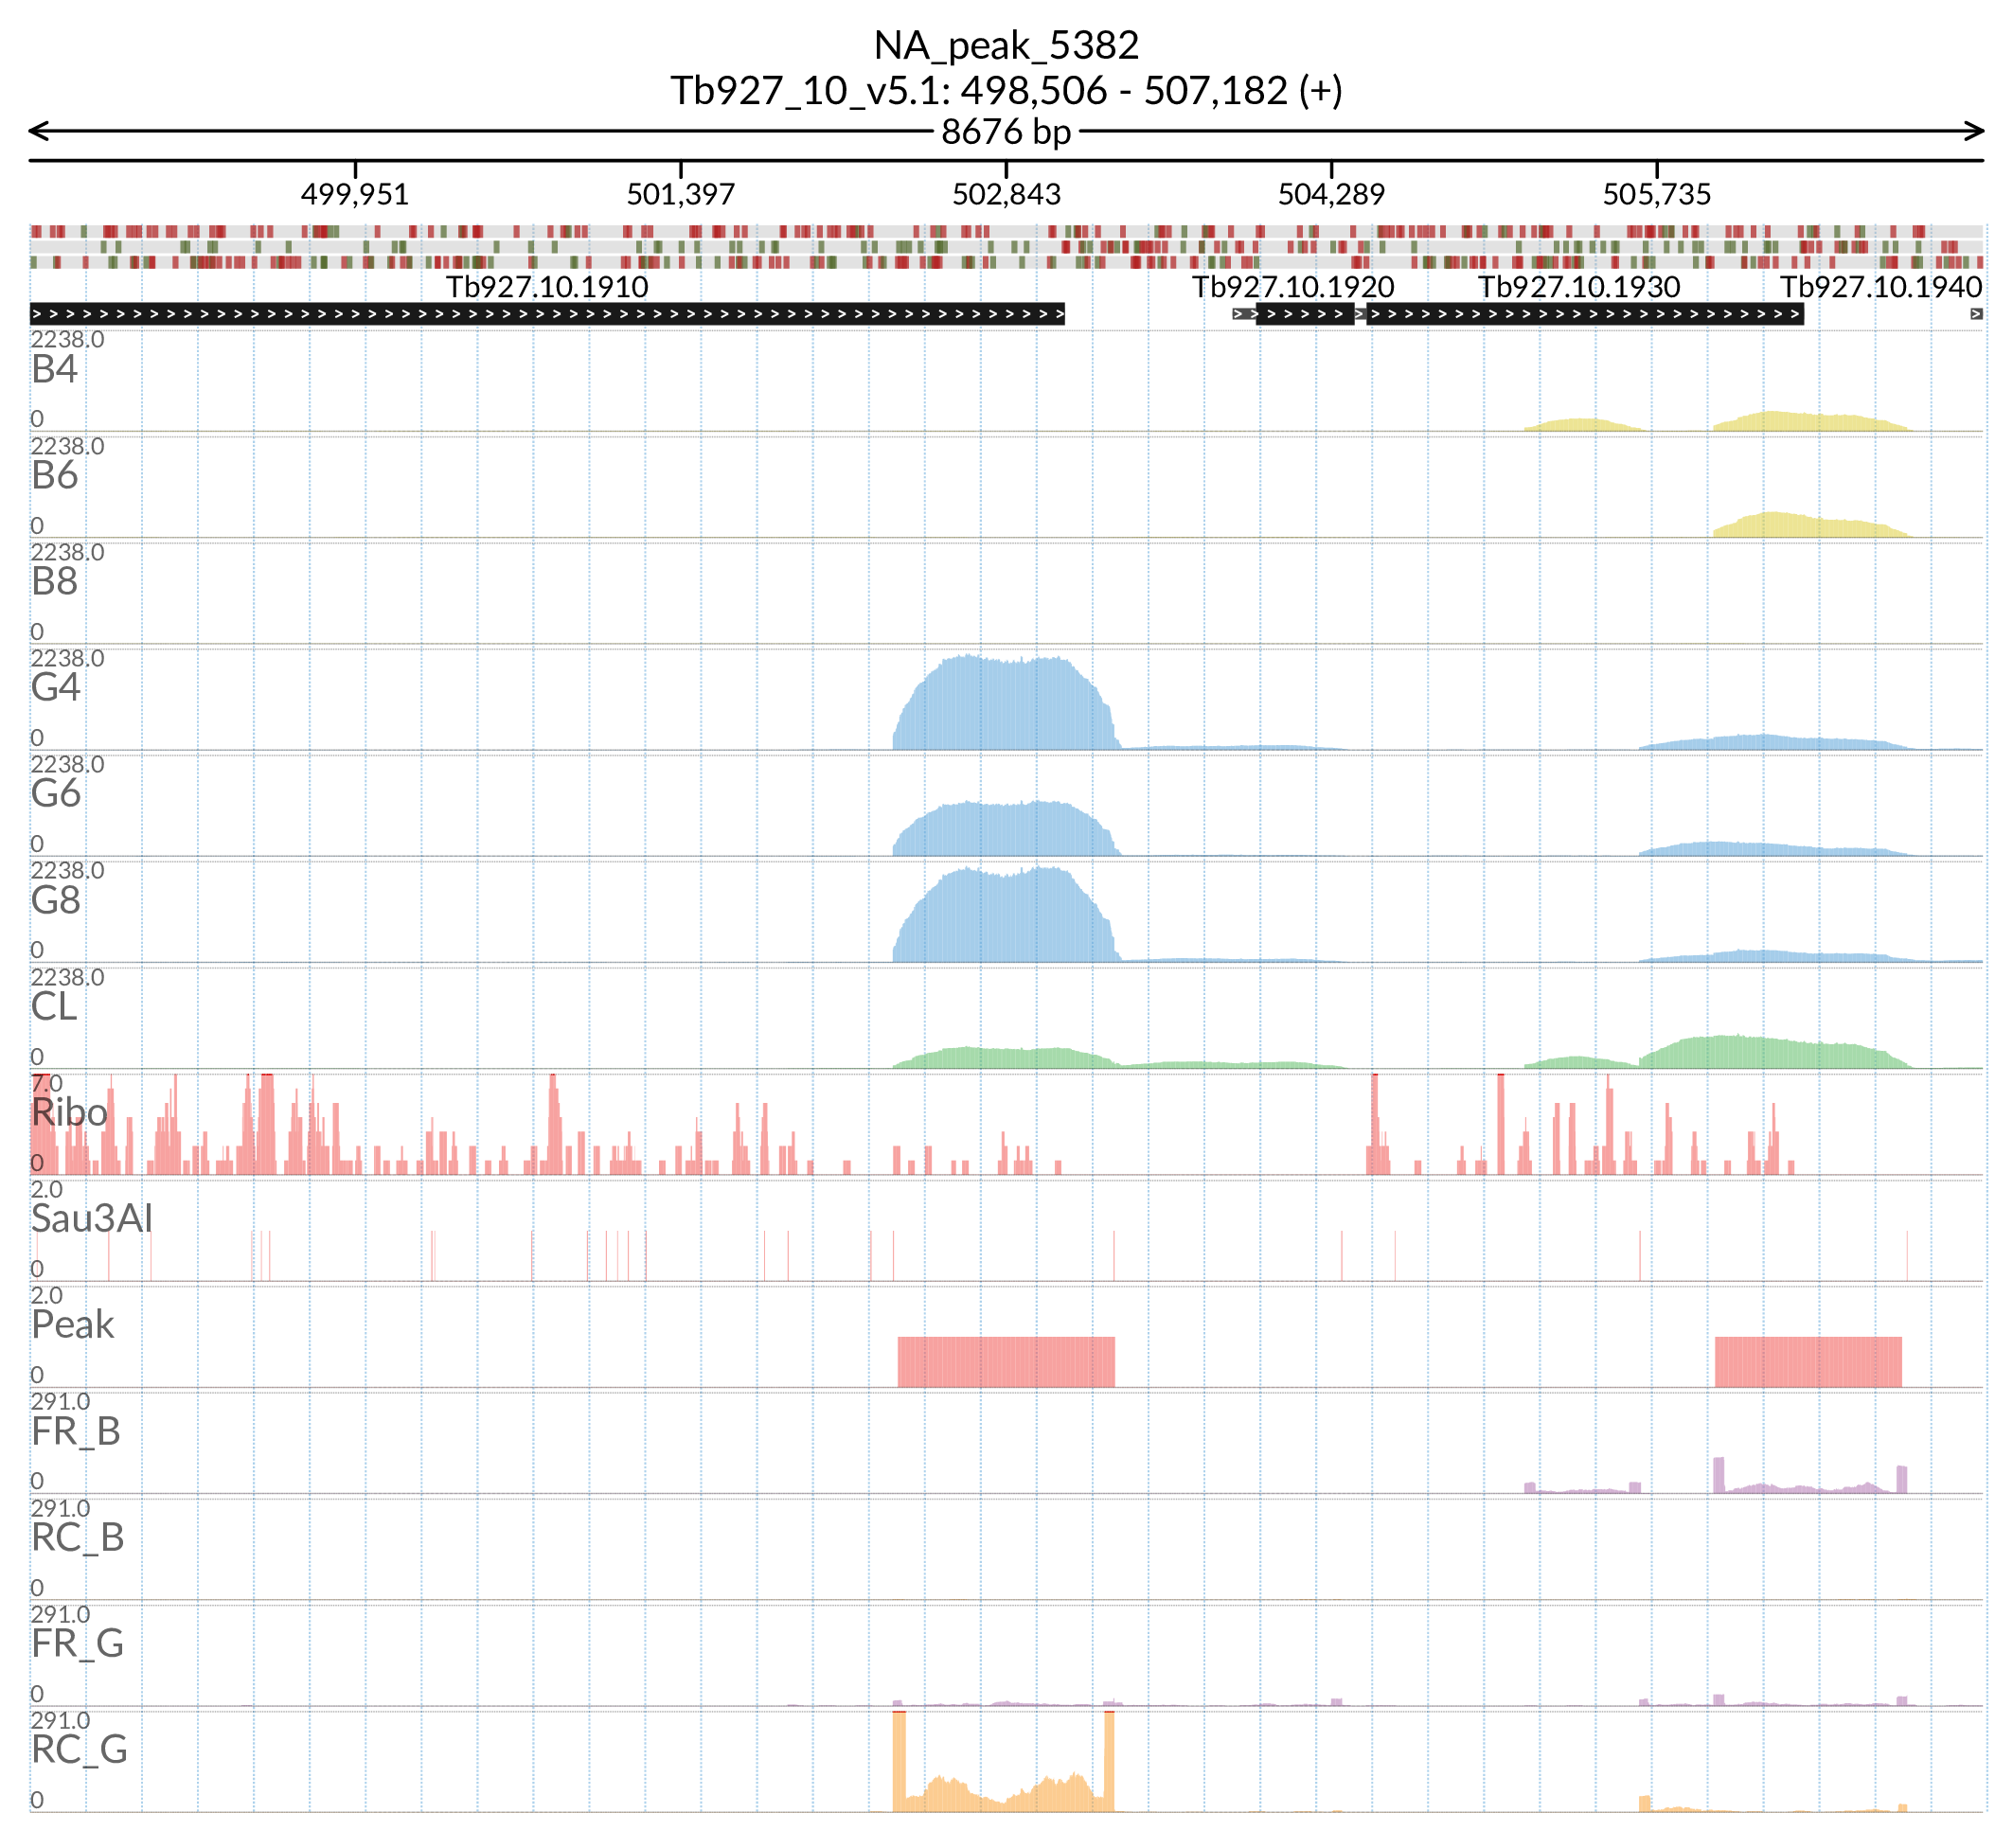 NA_peak_5382
Tb927_10_v5.1: 498,506 - 507,182 (+)
8676 bp
499,951 501,397 502,843 504,289 505,735
Tb927.10.1910 Tb927.10.1920 Tb927.10.1930 Tb927.10.1940
2238.0
B4
0
2238.0
B6
0
2238.0
B8
0
2238.0
G4
0
2238.0
G6
0
2238.0
G8
0
2238.0
CL
0
7.0
Ribo
0
2.0
Sau3AI
0
2.0
Peak
0
291.0
FR_B
0
291.0
RC_B
0
291.0
FR_G
0
291.0
RC_G
0